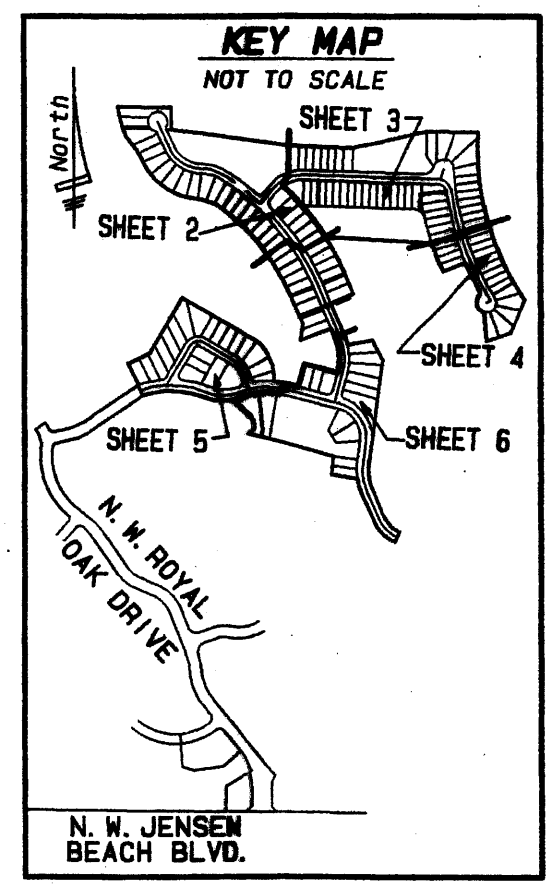 KEY MAP
NOT TO SCALE
North
SHEET 3
SHEET 2
SHEET 4
SHEET 5
SHEET 6
N. W. ROYAL
OAK DRIVE
N. W. JENSEN
BEACH BLVD.